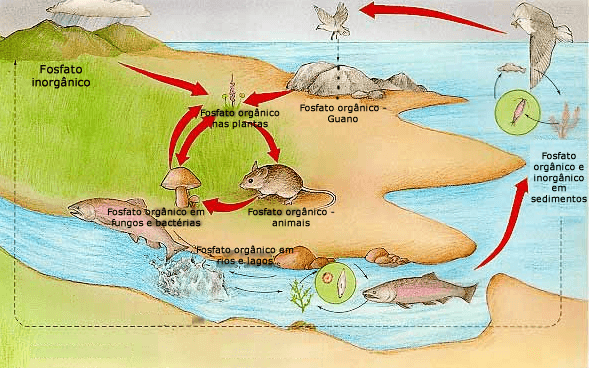 Fosfato
inorgânico
Fosfato orgânico
nas plantas
Fosfato orgânico -
Guano
Fosfato orgânico em
fungos e bactérias
Fosfato orgânico -
animais
Fosfato orgânico em
rios e lagos
Fosfato
orgânico e
inorgânico
em
sedimentos